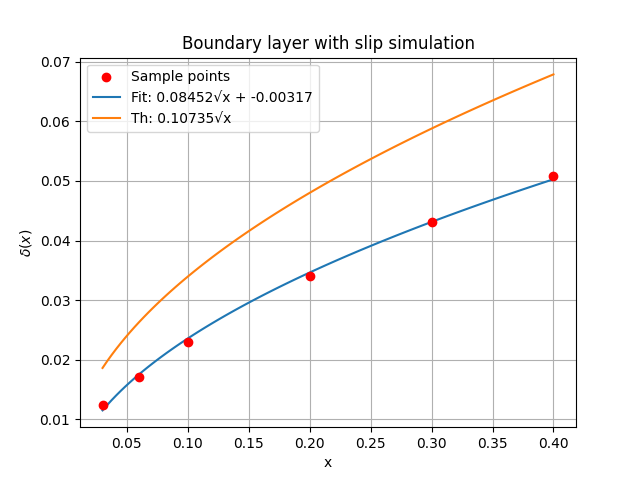 Boundary layer with slip simulation
Sample points
Fit: 0.08452√x + -0.00317
Th: 0.10735√x
0.07
0.06
0.05
0.04
0.03
0.02
0.01
δ(x)
0.05 0.10 0.15 0.20 0.25 0.30 0.35 0.40
x